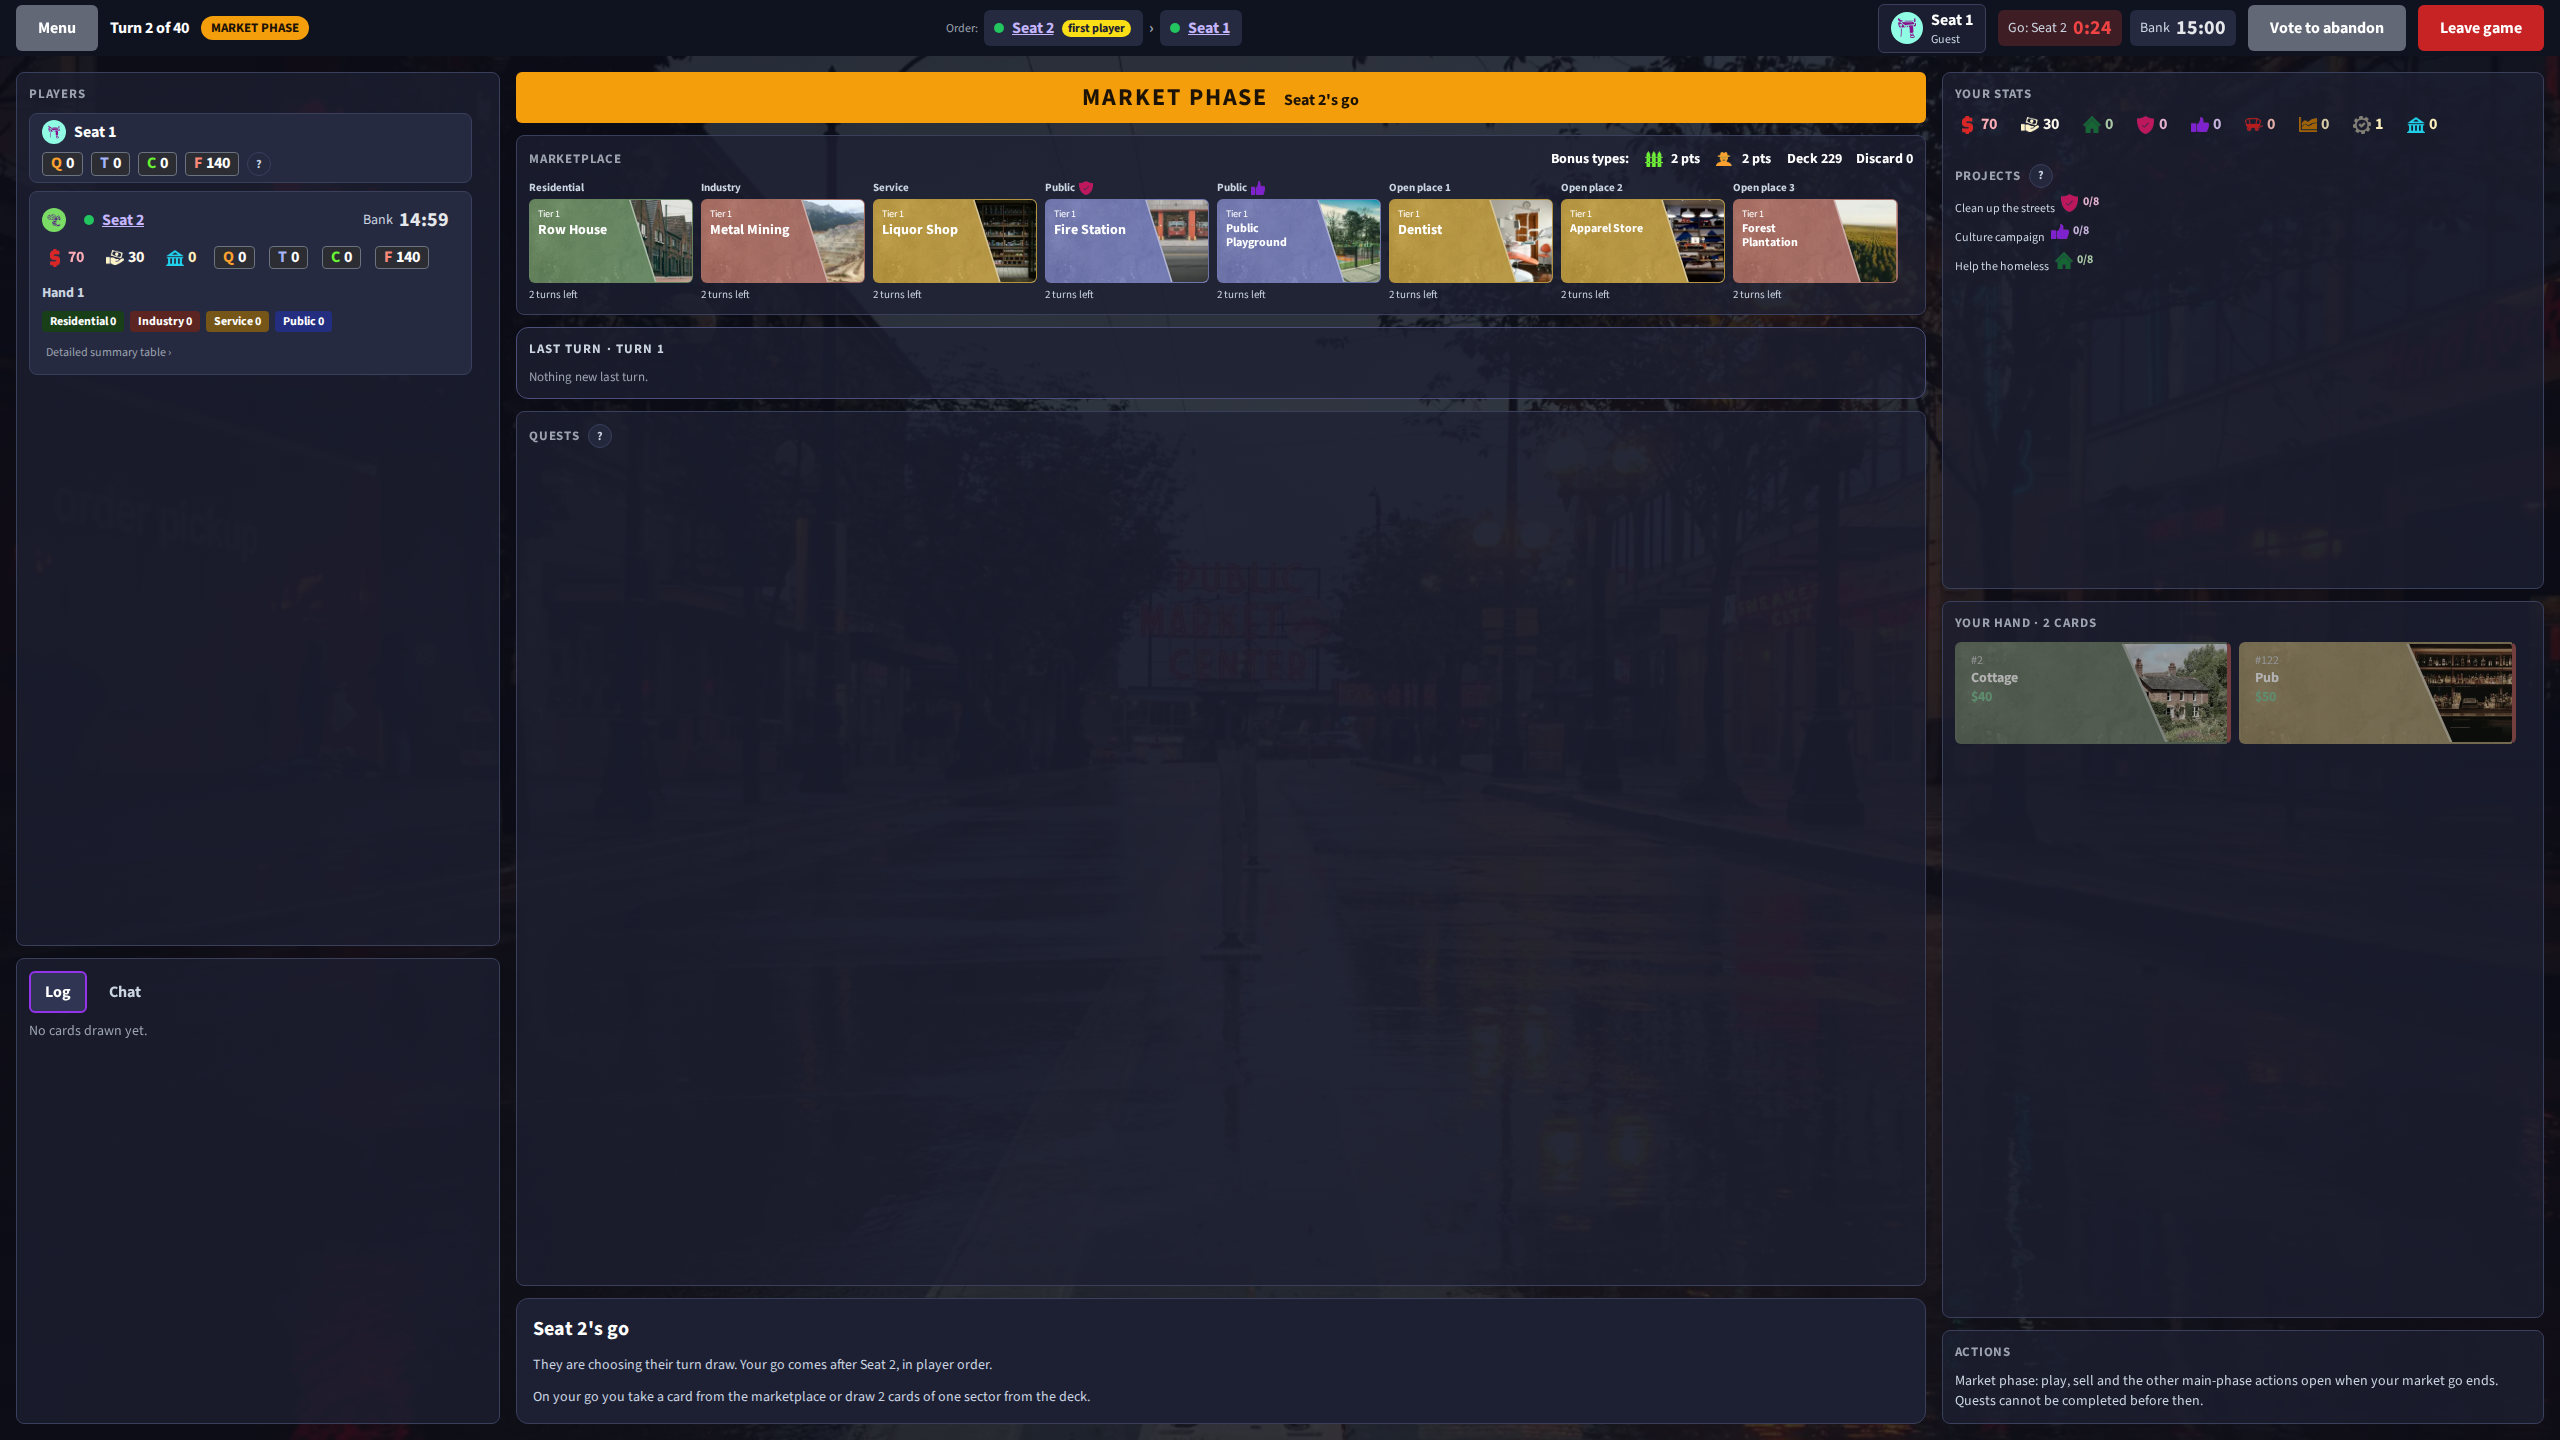 Menu
Turn 2 of 40
MARKET PHASE
Order:
Seat 2
first player
›
Seat 1
Seat 1
Guest
Go: Seat 2 0:24
Bank 15:00
Vote to abandon
Leave game
PLAYERS
Seat 1
Q 0
T 0
C 0
F 140
?
Seat 2
Bank 14:59
70
30
0
Q 0
T 0
C 0
F 140
Hand 1
Residential 0
Industry 0
Service 0
Public 0
Detailed summary table ›
Log
Chat
No cards drawn yet.
MARKET PHASE Seat 2's go
MARKETPLACE
Bonus types:
2 pts
2 pts
Deck 229
Discard 0
Residential
Tier 1
Row House
2 turns left
Industry
Tier 1
Metal Mining
2 turns left
Service
Tier 1
Liquor Shop
2 turns left
Public
Tier 1
Fire Station
2 turns left
Public
Tier 1
Public
Playground
2 turns left
Open place 1
Tier 1
Dentist
2 turns left
Open place 2
Tier 1
Apparel Store
2 turns left
Open place 3
Tier 1
Forest
Plantation
2 turns left
LAST TURN · TURN 1
Nothing new last turn.
QUESTS
?
order pickup
PUBLIC
MARKET
CENTER
SNEAKER
CITY
Seat 2's go
They are choosing their turn draw. Your go comes after Seat 2, in player order.
On your go you take a card from the marketplace or draw 2 cards of one sector from the deck.
YOUR STATS
70
30
0
0
0
0
0
1
0
PROJECTS
?
Clean up the streets 0/8
Culture campaign 0/8
Help the homeless 0/8
YOUR HAND · 2 CARDS
#2
Cottage
$40
#122
Pub
$50
ACTIONS
Market phase: play, sell and the other main-phase actions open when your market go ends.
Quests cannot be completed before then.